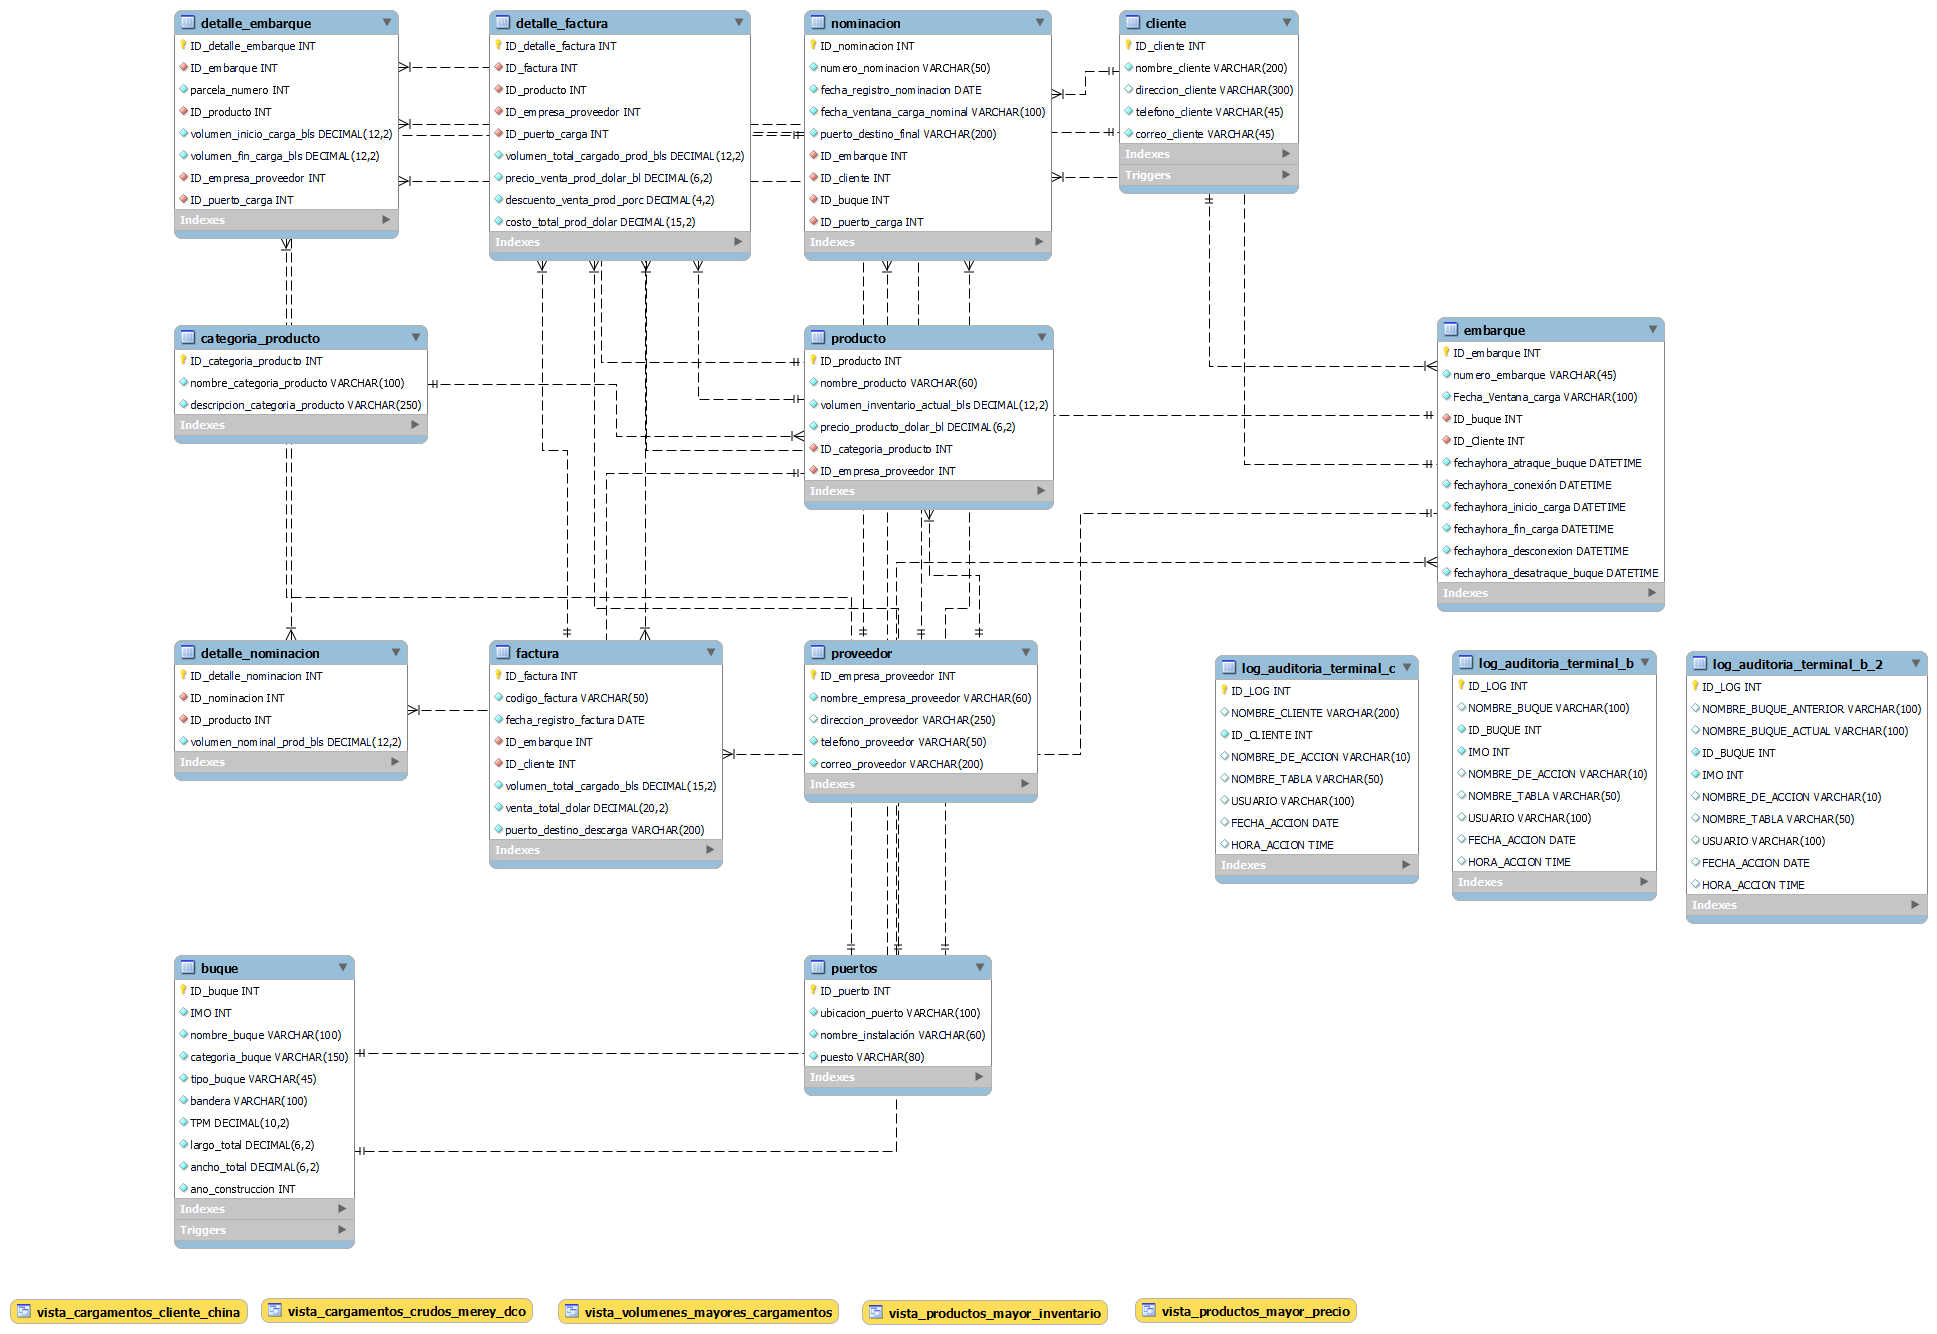 detalle_embarque
ID_detalle_embarque INT
ID_embarque INT
parcela_numero INT
ID_producto INT
volumen_inicio_carga_bls DECIMAL(12,2)
volumen_fin_carga_bls DECIMAL(12,2)
ID_empresa_proveedor INT
ID_puerto_carga INT
Indexes
detalle_factura
ID_detalle_factura INT
ID_factura INT
ID_producto INT
ID_empresa_proveedor INT
ID_puerto_carga INT
volumen_total_cargado_prod_bls DECIMAL(12,2)
precio_venta_prod_dolar_bl DECIMAL(6,2)
descuento_venta_prod_porc DECIMAL(4,2)
costo_total_prod_dolar DECIMAL(15,2)
Indexes
nominacion
ID_nominacion INT
numero_nominacion VARCHAR(50)
fecha_registro_nominacion DATE
fecha_ventana_carga_nominal VARCHAR(100)
puerto_destino_final VARCHAR(200)
ID_embarque INT
ID_cliente INT
ID_buque INT
ID_puerto_carga INT
Indexes
cliente
ID_cliente INT
nombre_cliente VARCHAR(200)
direccion_cliente VARCHAR(300)
telefono_cliente VARCHAR(45)
correo_cliente VARCHAR(45)
Indexes
Triggers
categoria_producto
ID_categoria_producto INT
nombre_categoria_producto VARCHAR(100)
descripcion_categoria_producto VARCHAR(250)
Indexes
producto
ID_producto INT
nombre_producto VARCHAR(60)
volumen_inventario_actual_bls DECIMAL(12,2)
precio_producto_dolar_bl DECIMAL(6,2)
ID_categoria_producto INT
ID_empresa_proveedor INT
Indexes
embarque
ID_embarque INT
numero_embarque VARCHAR(45)
Fecha_Ventana_carga VARCHAR(100)
ID_buque INT
ID_Cliente INT
fechayhora_atraque_buque DATETIME
fechayhora_conexión DATETIME
fechayhora_inicio_carga DATETIME
fechayhora_fin_carga DATETIME
fechayhora_desconexion DATETIME
fechayhora_desatraque_buque DATETIME
Indexes
detalle_nominacion
ID_detalle_nominacion INT
ID_nominacion INT
ID_producto INT
volumen_nominal_prod_bls DECIMAL(12,2)
Indexes
factura
ID_factura INT
codigo_factura VARCHAR(50)
fecha_registro_factura DATE
ID_embarque INT
ID_cliente INT
volumen_total_cargado_bls DECIMAL(15,2)
venta_total_dolar DECIMAL(20,2)
puerto_destino_descarga VARCHAR(200)
Indexes
proveedor
ID_empresa_proveedor INT
nombre_empresa_proveedor VARCHAR(60)
direccion_proveedor VARCHAR(250)
telefono_proveedor VARCHAR(50)
correo_proveedor VARCHAR(200)
Indexes
log_auditoria_terminal_c
ID_LOG INT
NOMBRE_CLIENTE VARCHAR(200)
ID_CLIENTE INT
NOMBRE_DE_ACCION VARCHAR(10)
NOMBRE_TABLA VARCHAR(50)
USUARIO VARCHAR(100)
FECHA_ACCION DATE
HORA_ACCION TIME
Indexes
log_auditoria_terminal_b
ID_LOG INT
NOMBRE_BUQUE VARCHAR(100)
ID_BUQUE INT
IMO INT
NOMBRE_DE_ACCION VARCHAR(10)
NOMBRE_TABLA VARCHAR(50)
USUARIO VARCHAR(100)
FECHA_ACCION DATE
HORA_ACCION TIME
Indexes
log_auditoria_terminal_b_2
ID_LOG INT
NOMBRE_BUQUE_ANTERIOR VARCHAR(100)
NOMBRE_BUQUE_ACTUAL VARCHAR(100)
ID_BUQUE INT
IMO INT
NOMBRE_DE_ACCION VARCHAR(10)
NOMBRE_TABLA VARCHAR(50)
USUARIO VARCHAR(100)
FECHA_ACCION DATE
HORA_ACCION TIME
Indexes
buque
ID_buque INT
IMO INT
nombre_buque VARCHAR(100)
categoria_buque VARCHAR(150)
tipo_buque VARCHAR(45)
bandera VARCHAR(100)
TPM DECIMAL(10,2)
largo_total DECIMAL(6,2)
ancho_total DECIMAL(6,2)
ano_construccion INT
Indexes
Triggers
puertos
ID_puerto INT
ubicacion_puerto VARCHAR(100)
nombre_instalación VARCHAR(60)
puesto VARCHAR(80)
Indexes
vista_cargamentos_cliente_china
vista_cargamentos_crudos_merey_dco
vista_volumenes_mayores_cargamentos
vista_productos_mayor_inventario
vista_productos_mayor_precio